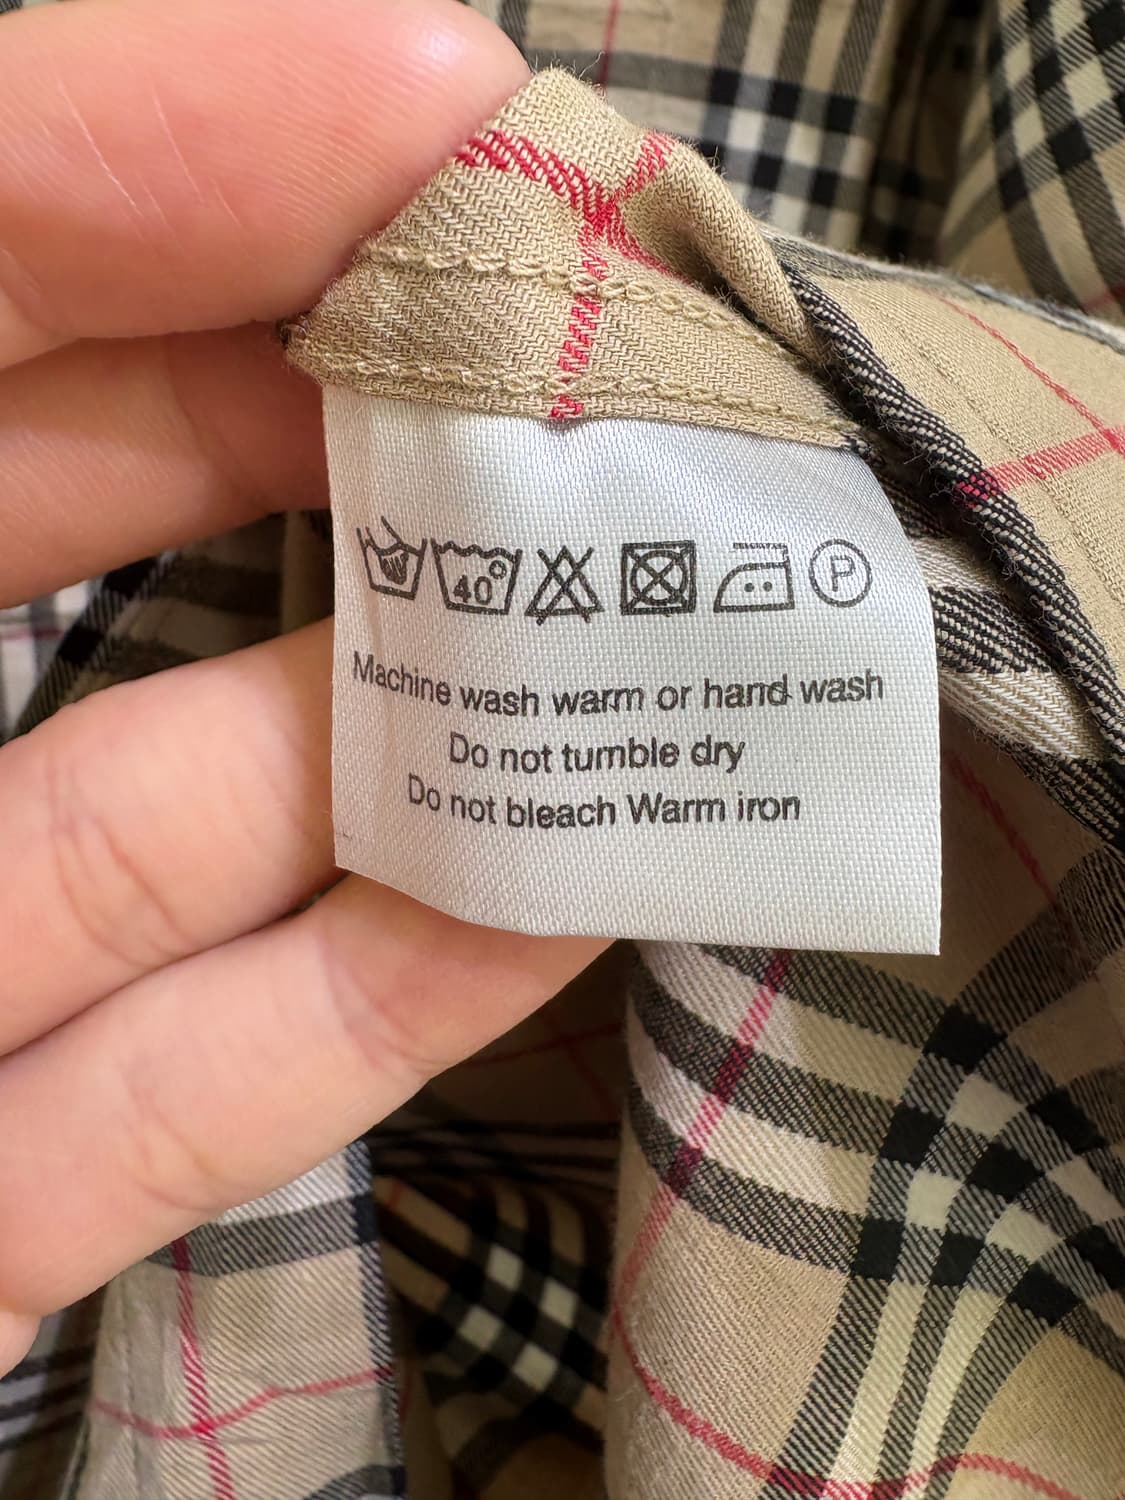 40°
P
Machine wash warm or hand wash
Do not tumble dry
Do not bleach Warm iron